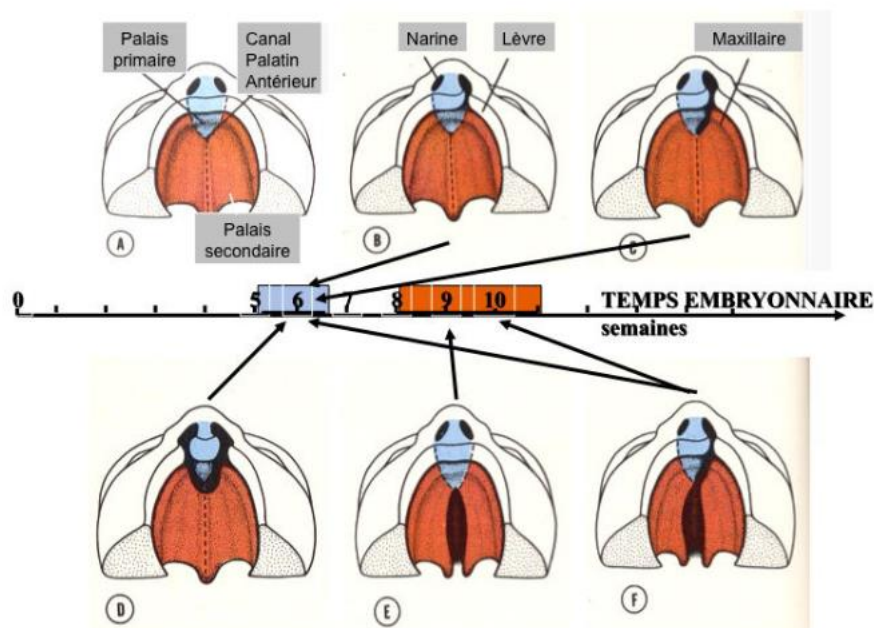 Palais
primaire
Canal
Palatin
Antérieur
Narine
Lèvre
Maxillaire
Palais
secondaire
A
B
C
0 5 6 7 8 9 10 TEMPS EMBRYONNAIRE
semaines
D
E
F